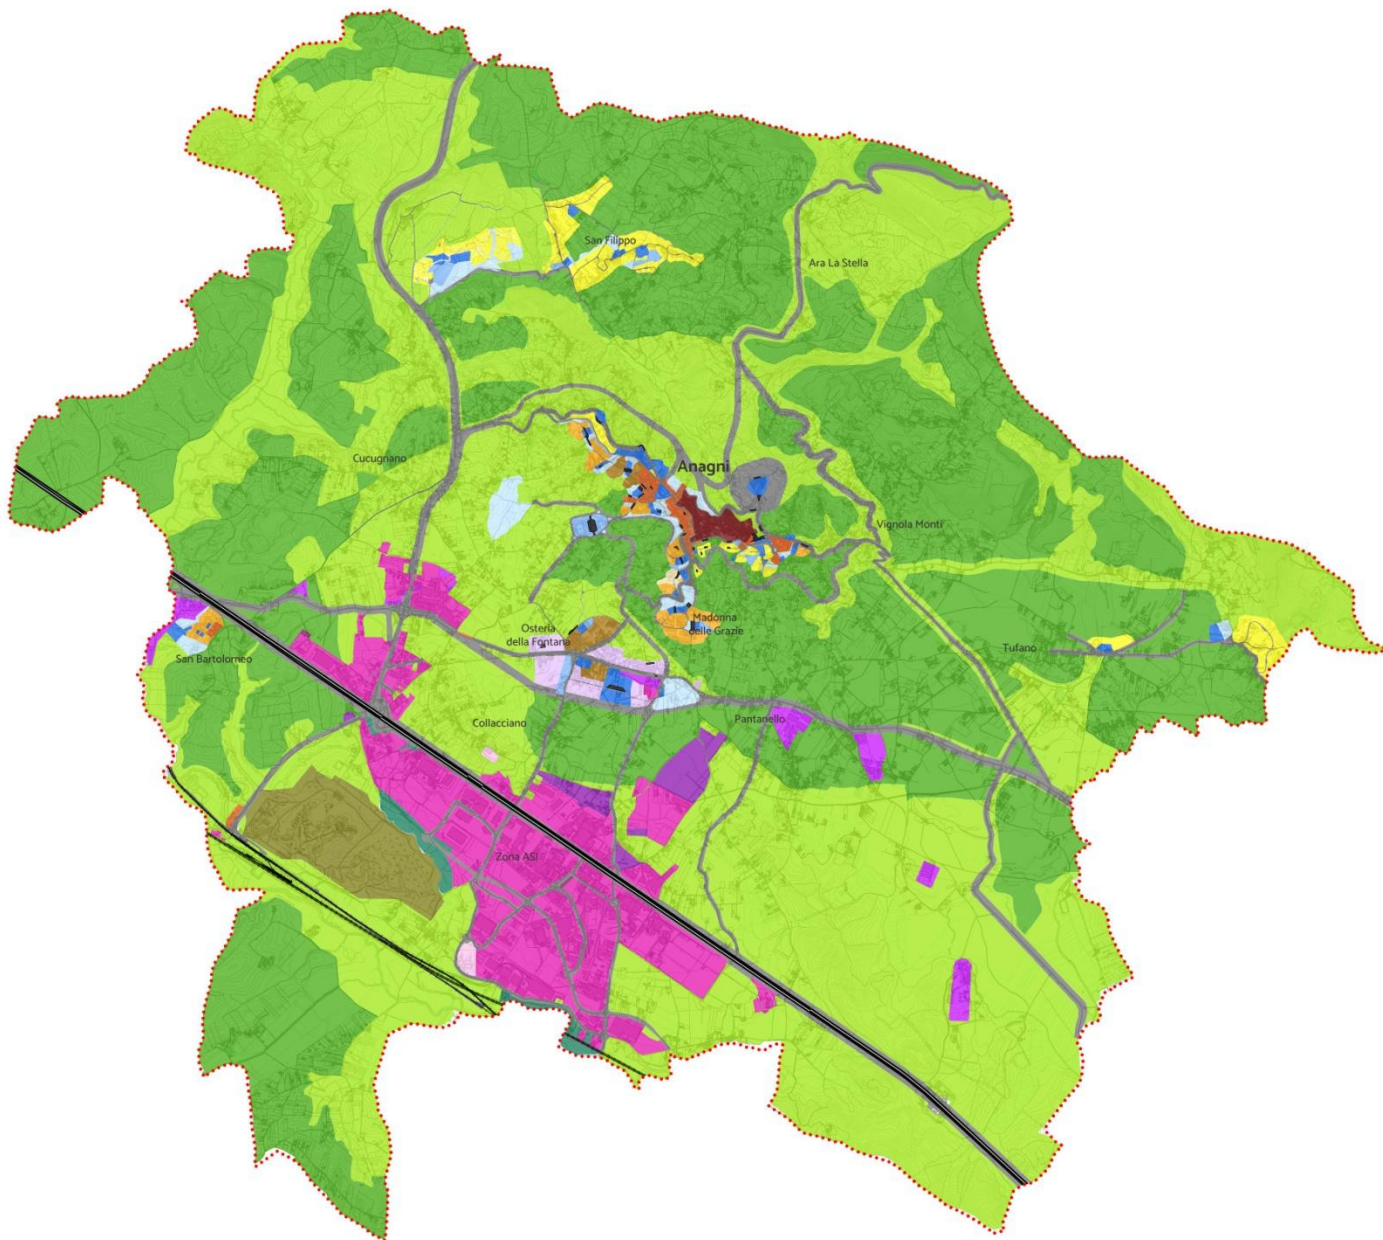 San Filippo
Ara La Stella
Cucugnano
Anagni
Vignola Monti
Osteria
della Fontana
Madonna
delle Grazie
San Bartolomeo
Tufano
Collacciano
Pantanello
Zona ASI